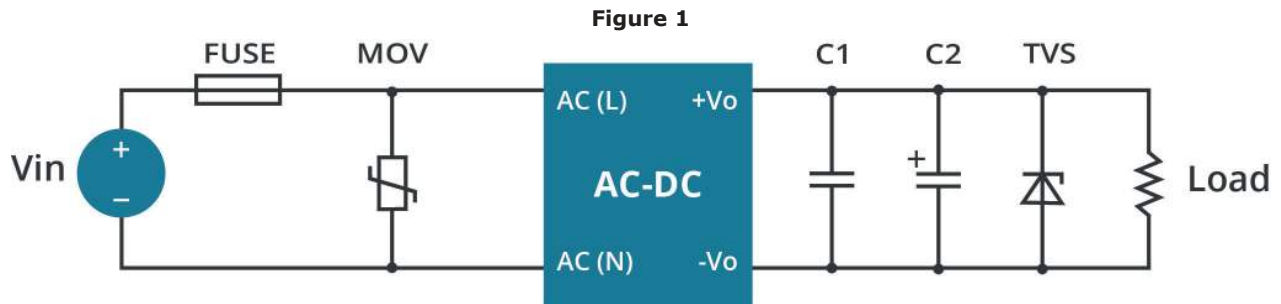 Figure 1
FUSE MOV C1 C2 TVS
AC (L) +Vo
Vin + − AC-DC + Load
AC (N) -Vo